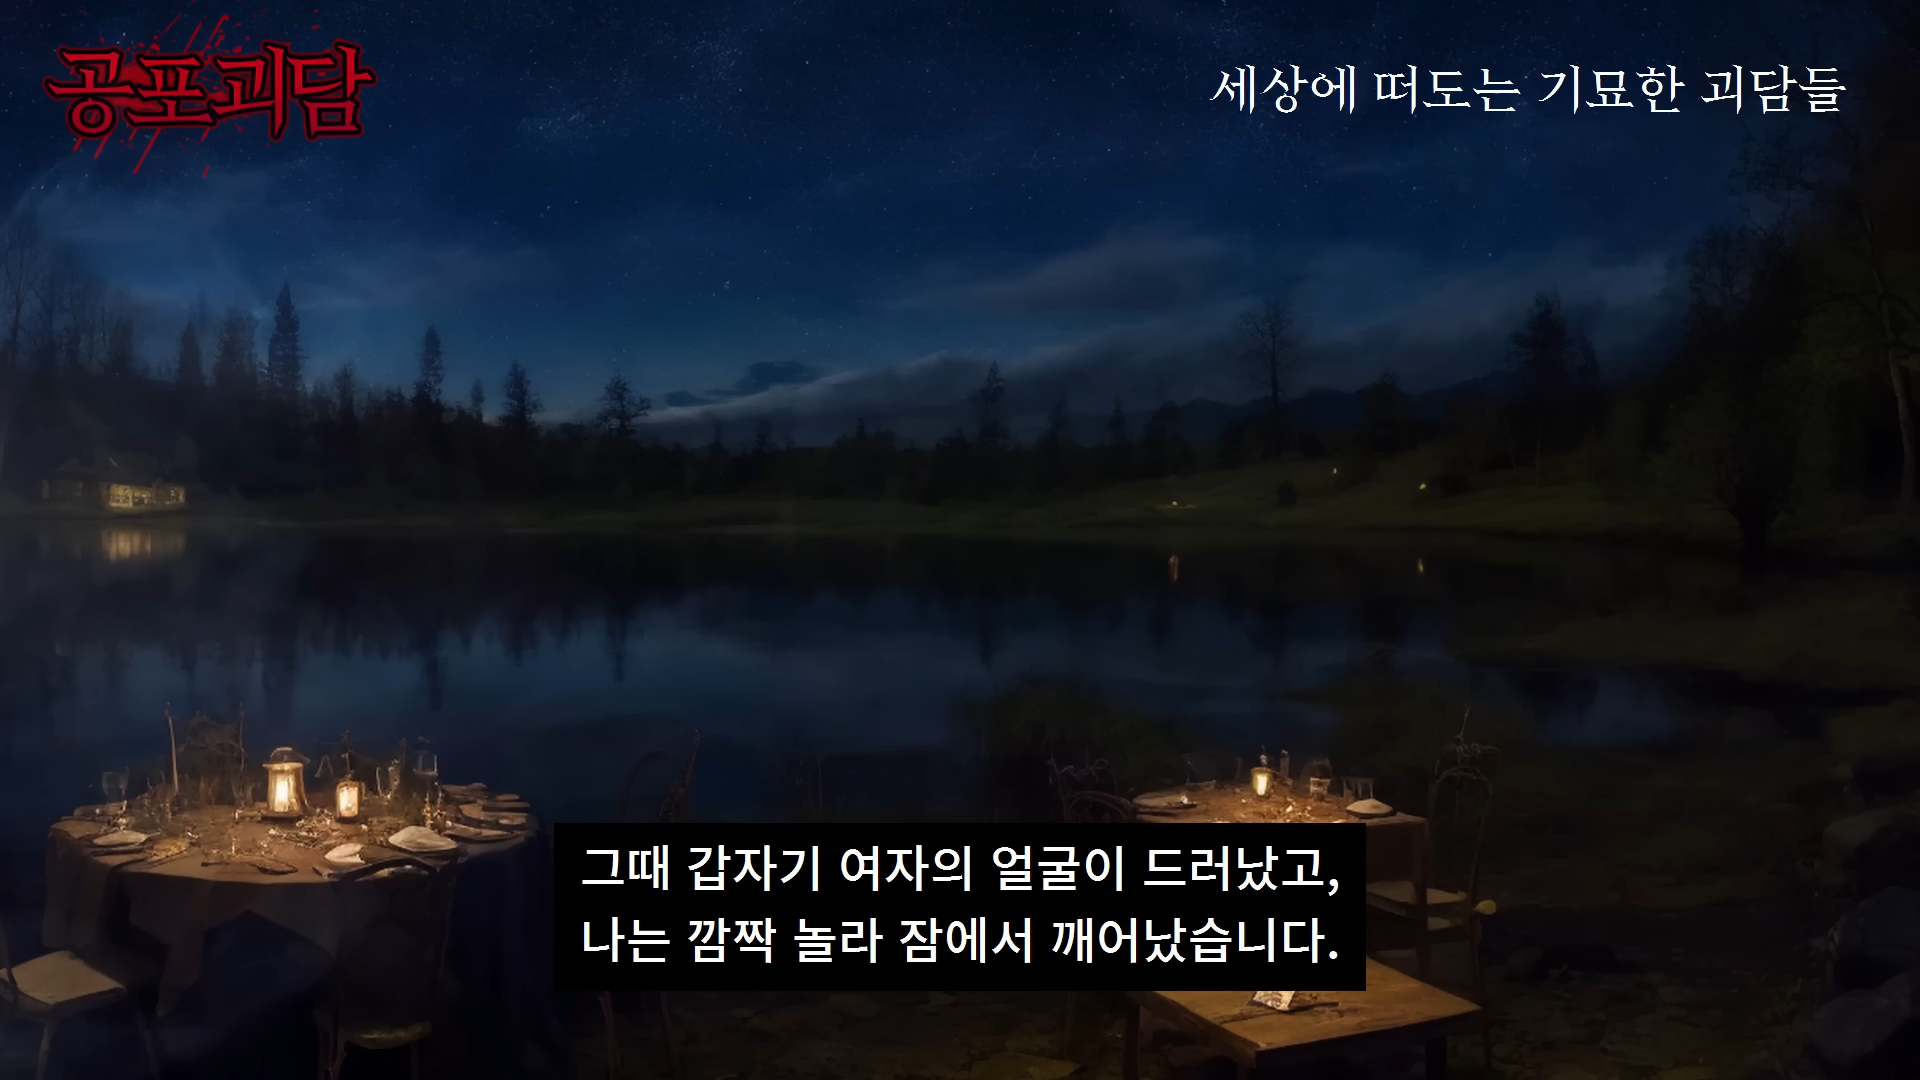 공포괴담
세상에 떠도는 기묘한 괴담들
그때 갑자기 여자의 얼굴이 드러났고,
나는 깜짝 놀라 잠에서 깨어났습니다.